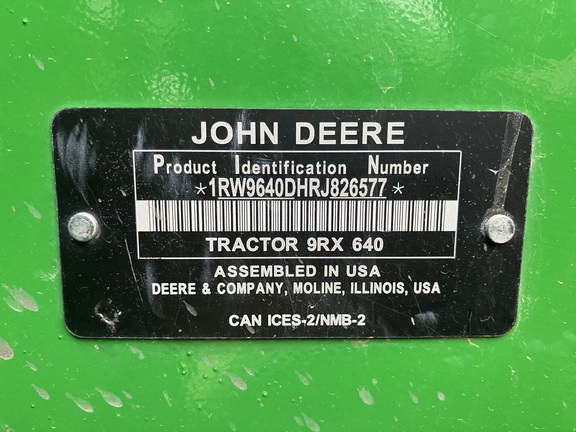 JOHN DEERE
Product Identification Number
*1RW9640DHRJ826577*
TRACTOR 9RX 640
ASSEMBLED IN USA
DEERE & COMPANY, MOLINE, ILLINOIS, USA
CAN ICES-2/NMB-2